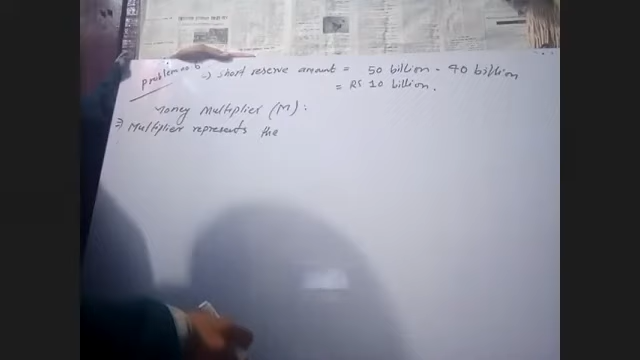 Problem no. 6 => short reserve amount = 50 billion - 40 billion
= Rs 10 billion.
Money Multiplier (M):
=> Multiplier represents the